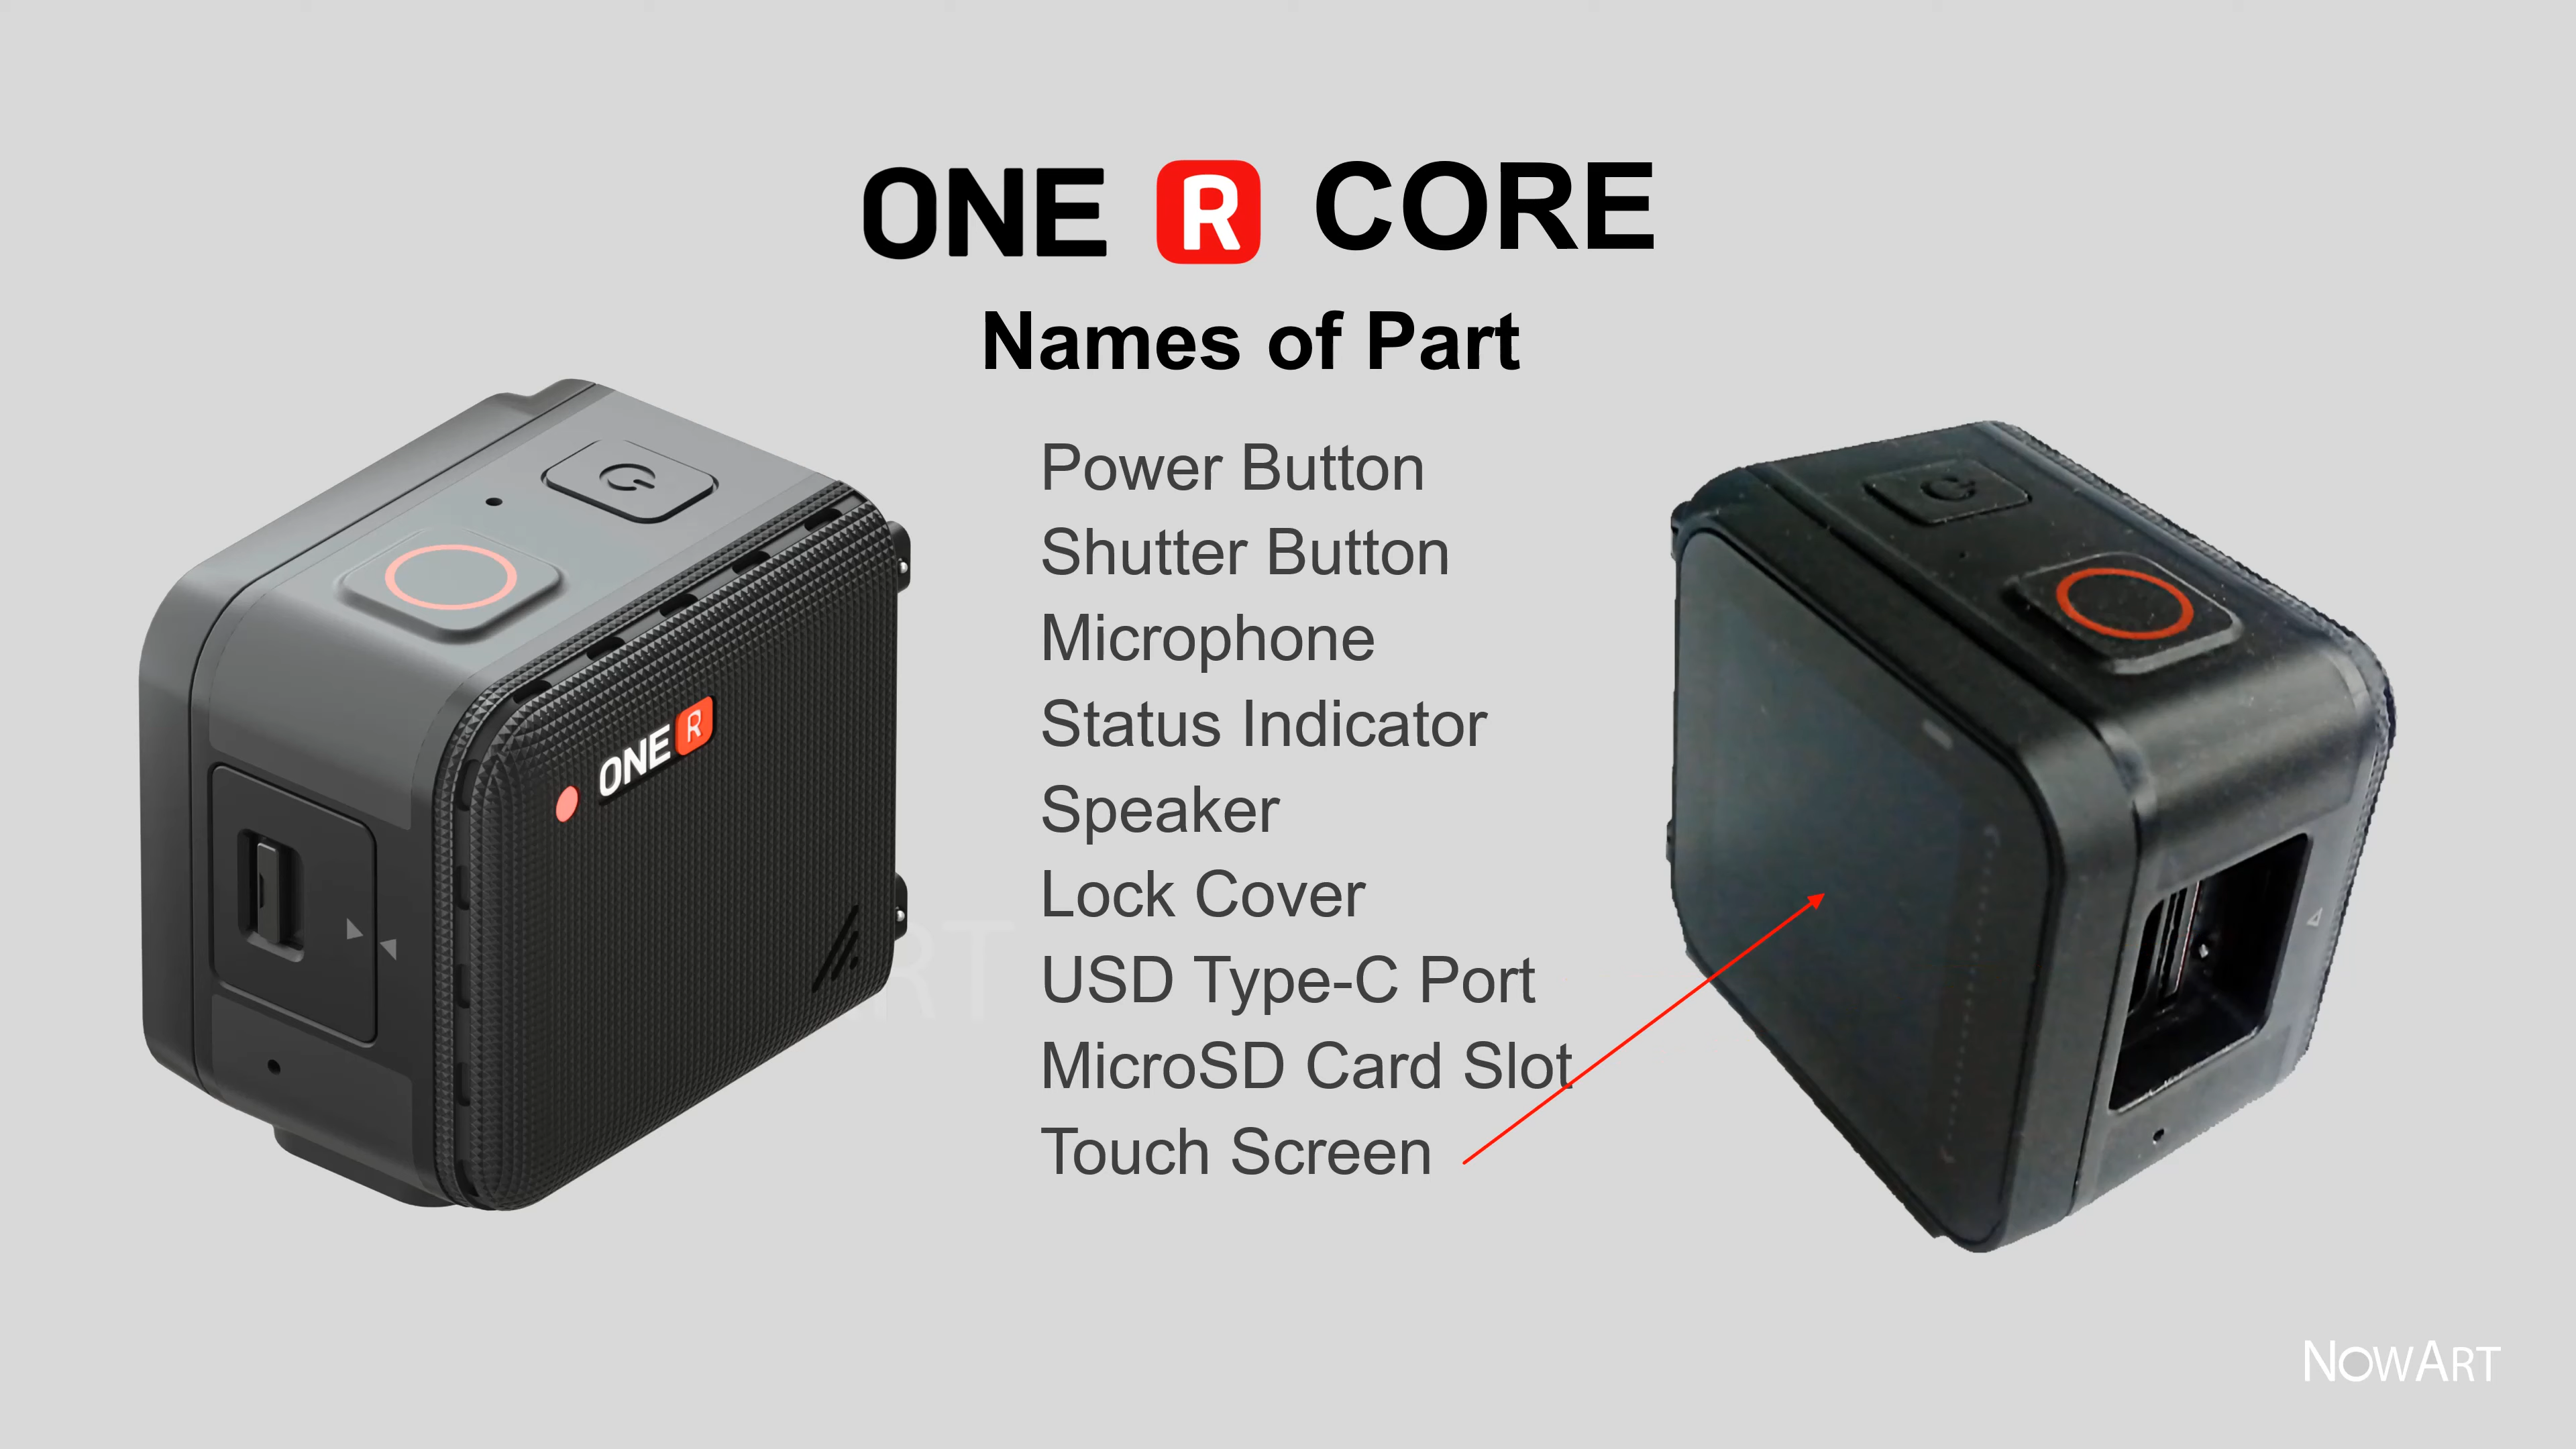 ONE R CORE
Names of Part
Power Button
Shutter Button
Microphone
Status Indicator
Speaker
Lock Cover
USD Type-C Port
MicroSD Card Slot
Touch Screen
ONE R
RT
NOWART